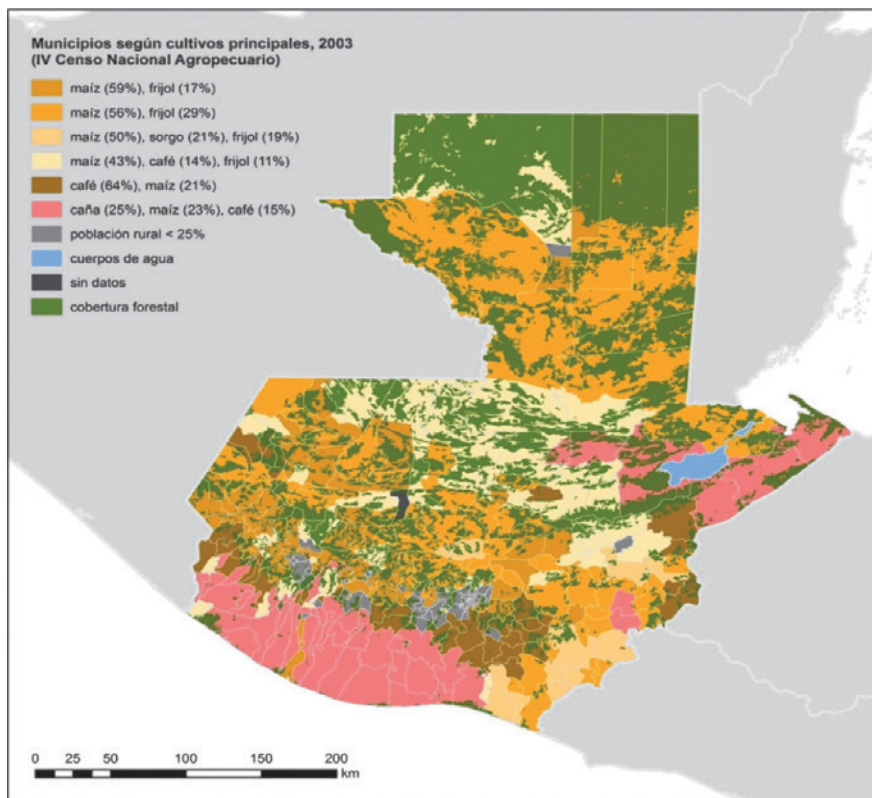 Municipios según cultivos principales, 2003
(IV Censo Nacional Agropecuario)
maíz (59%), frijol (17%)
maíz (56%), frijol (29%)
maíz (50%), sorgo (21%), frijol (19%)
maíz (43%), café (14%), frijol (11%)
café (64%), maíz (21%)
caña (25%), maíz (23%), café (15%)
población rural < 25%
cuerpos de agua
sin datos
cobertura forestal
0 25 50 100 150 200
km